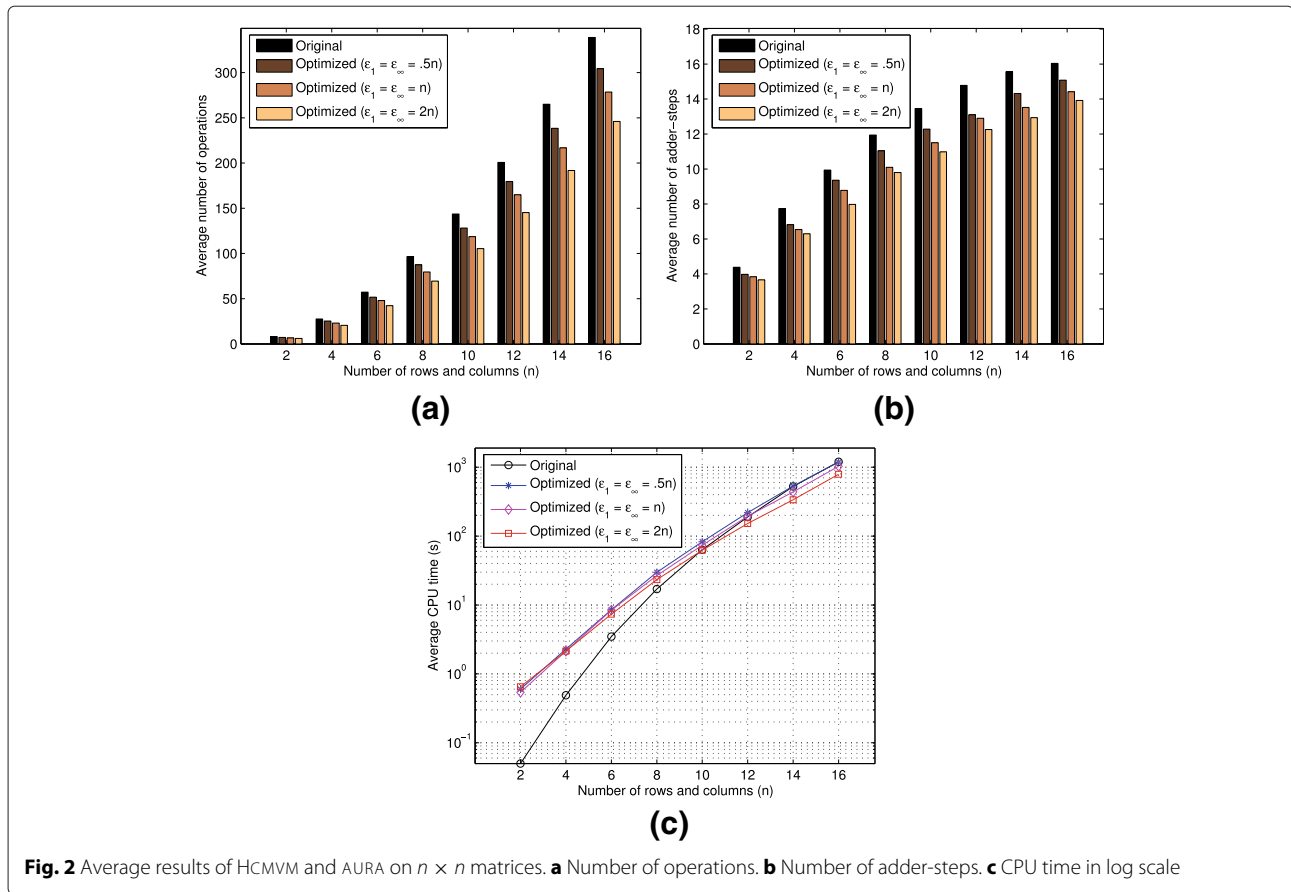 Original
Optimized (ε₁ = ε∞ = .5n)
Optimized (ε₁ = ε∞ = n)
Optimized (ε₁ = ε∞ = 2n)
Average number of operations
300
250
200
150
100
50
0
2 4 6 8 10 12 14 16
Number of rows and columns (n)
(a)
Original
Optimized (ε₁ = ε∞ = .5n)
Optimized (ε₁ = ε∞ = n)
Optimized (ε₁ = ε∞ = 2n)
Average number of adder-steps
18
16
14
12
10
8
6
4
2
0
2 4 6 8 10 12 14 16
Number of rows and columns (n)
(b)
Original
Optimized (ε₁ = ε∞ = .5n)
Optimized (ε₁ = ε∞ = n)
Optimized (ε₁ = ε∞ = 2n)
Average CPU time (s)
10³
10²
10¹
10⁰
10⁻¹
2 4 6 8 10 12 14 16
Number of rows and columns (n)
(c)
Fig. 2 Average results of HCMVM and AURA on n × n matrices. a Number of operations. b Number of adder-steps. c CPU time in log scale